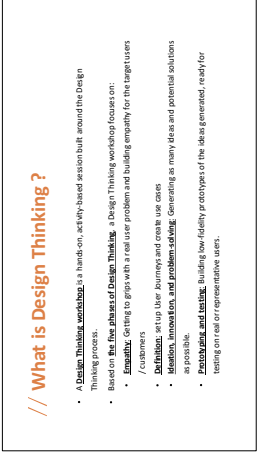 // What is Design Thinking ?
• A Design Thinking workshop is a hands-on, activity-based session built around the Design
Thinking process.
• Based on the five phases of Design Thinking, a Design Thinking workshop focuses on:
• Empathy: Getting to grips with a real user problem and building empathy for the target users
/ customers
• Definition: set up User Journeys and create use cases
• Ideation, innovation, and problem-solving: Generating as many ideas and potential solutions
as possible.
• Prototyping and testing: Building low-fidelity prototypes of the ideas generated, ready for
testing on real or representative users.